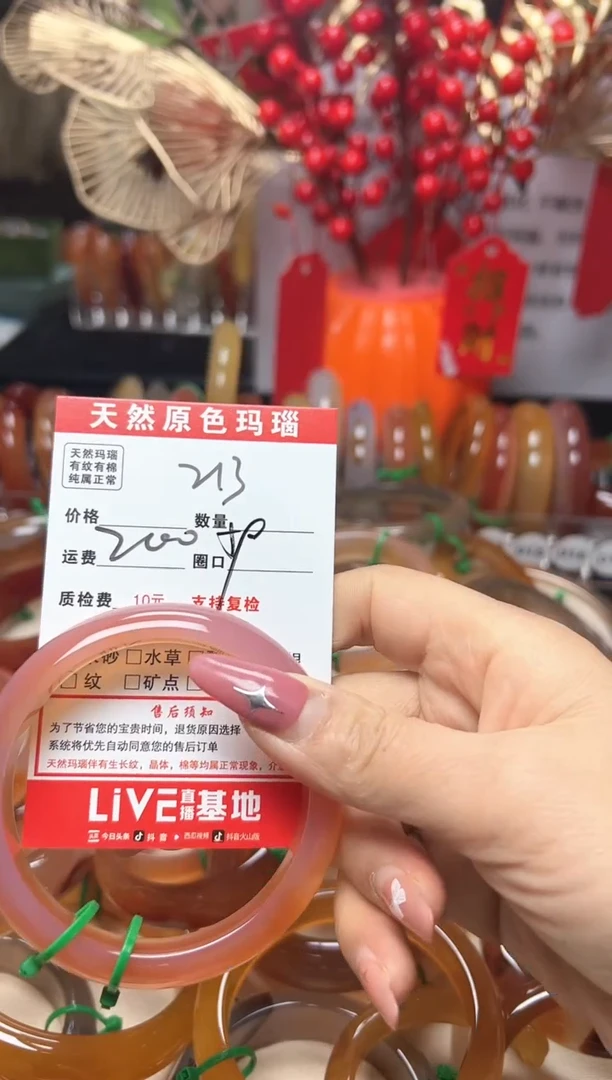 天然原色玛瑙
天然玛瑙
有纹有棉
纯属正常
213
价格 数量
200
运费 圈口
质检费 10元 支持复检
砂 □水草
□ 纹 □矿点
售后须知
为了节省您的宝贵时间，退货原因选择
系统将优先自动同意您的售后订单
天然玛瑙伴有生长纹，晶体，棉等均属正常现象，介
LiVE直播基地
今日头条 抖音 西瓜视频 抖音火山版